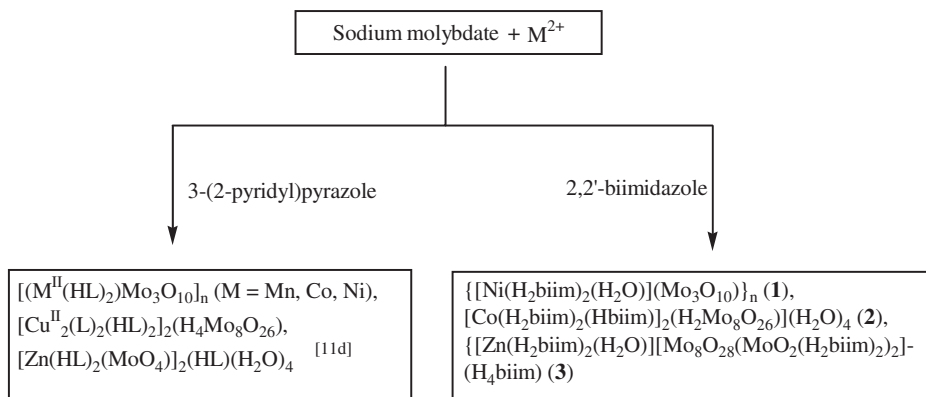 Sodium molybdate + M²⁺
3-(2-pyridyl)pyrazole
2,2'-biimidazole
[(Mᴵᴵ(HL)₂)Mo₃O₁₀]ₙ (M = Mn, Co, Ni),
[Cuᴵᴵ₂(L)₂(HL)₂]₂(H₄Mo₈O₂₆),
[Zn(HL)₂(MoO₄)]₂(HL)(H₂O)₄ [11d]
{[Ni(H₂biim)₂(H₂O)](Mo₃O₁₀)}ₙ (1),
[Co(H₂biim)₂(Hbiim)]₂(H₂Mo₈O₂₆)](H₂O)₄ (2),
{[Zn(H₂biim)₂(H₂O)][Mo₈O₂₈(MoO₂(H₂biim)₂)₂]-
(H₄biim) (3)